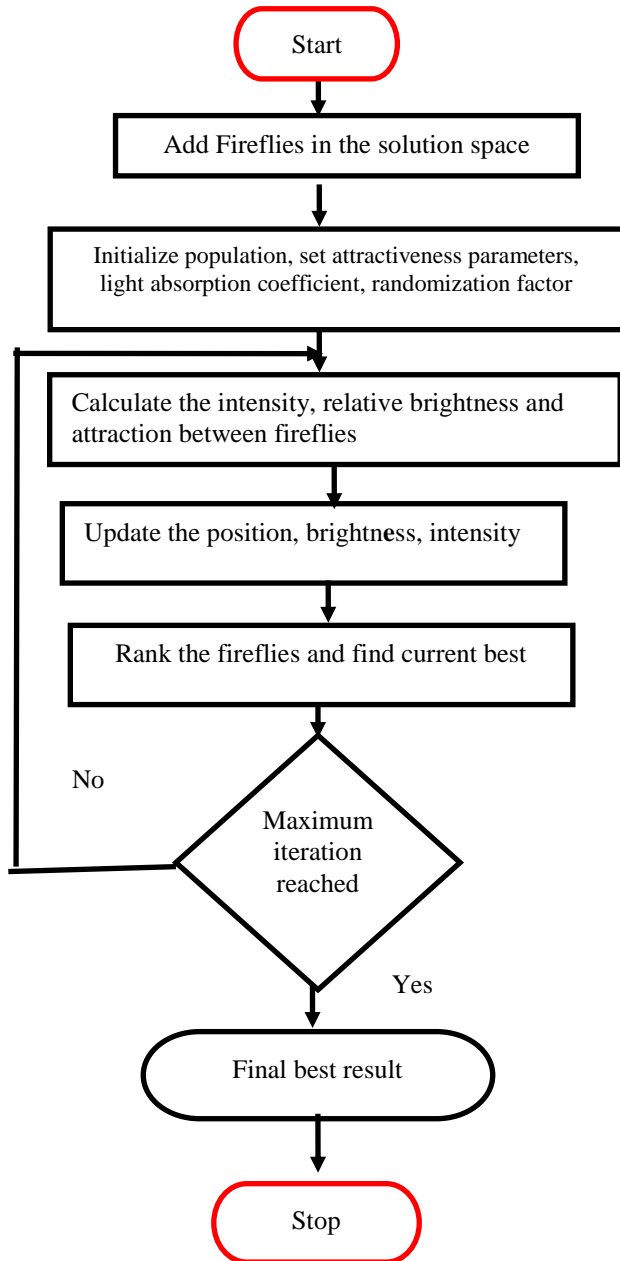 Start
Add Fireflies in the solution space
Initialize population, set attractiveness parameters,
light absorption coefficient, randomization factor
Calculate the intensity, relative brightness and
attraction between fireflies
Update the position, brightness, intensity
Rank the fireflies and find current best
No
Maximum
iteration
reached
Yes
Final best result
Stop